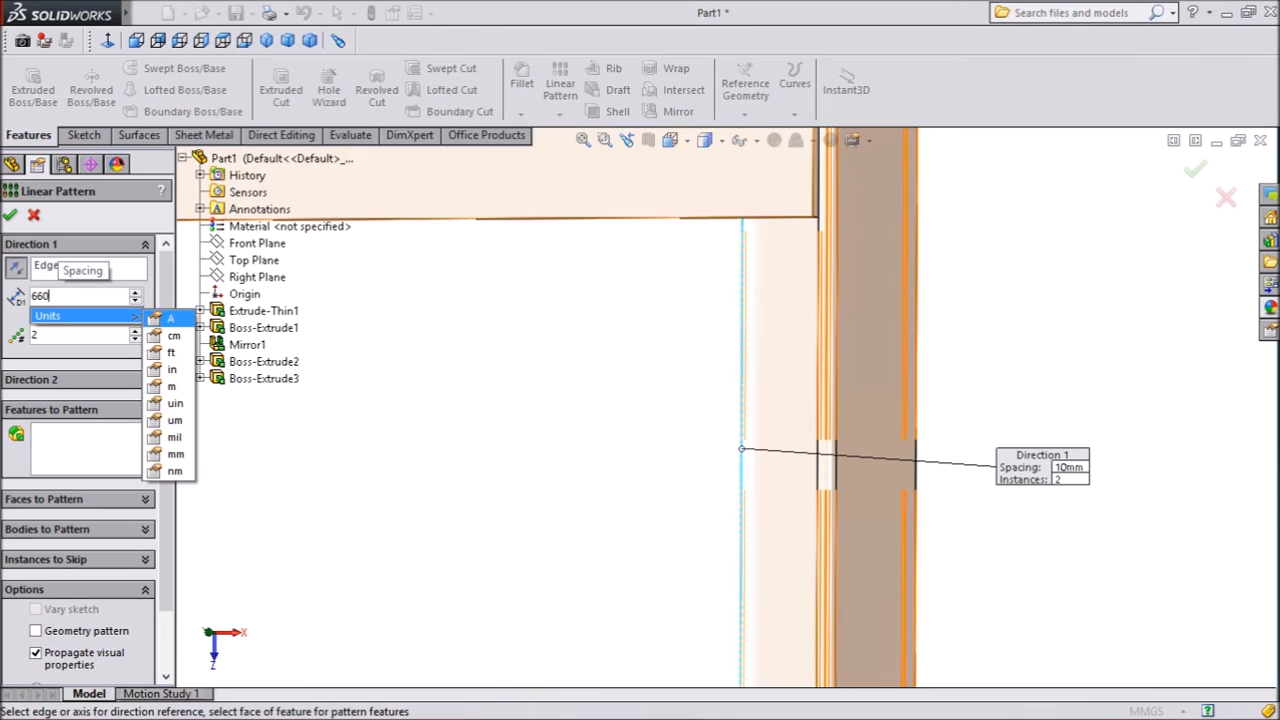 SOLIDWORKS
Part1 *
Search files and models
Extruded Boss/Base
Revolved Boss/Base
Swept Boss/Base
Lofted Boss/Base
Boundary Boss/Base
Extruded Cut
Hole Wizard
Revolved Cut
Swept Cut
Lofted Cut
Boundary Cut
Fillet
Linear Pattern
Rib
Draft
Shell
Wrap
Intersect
Mirror
Reference Geometry
Curves
Instant3D
Features
Sketch
Surfaces
Sheet Metal
Direct Editing
Evaluate
DimXpert
Office Products
Linear Pattern
?
Direction 1
Edge
Spacing
D1
660
Units
2
A
cm
ft
in
m
uin
um
mil
mm
nm
Direction 2
Features to Pattern
Faces to Pattern
Bodies to Pattern
Instances to Skip
Options
Vary sketch
Geometry pattern
Propagate visual properties
Part1 (Default<<Default>_...
History
Sensors
Annotations
Material <not specified>
Front Plane
Top Plane
Right Plane
Origin
Extrude-Thin1
Boss-Extrude1
Mirror1
Boss-Extrude2
Boss-Extrude3
Direction 1
Spacing: 10mm
Instances: 2
X
Z
Model
Motion Study 1
Select edge or axis for direction reference, select face of feature for pattern features
MMGS